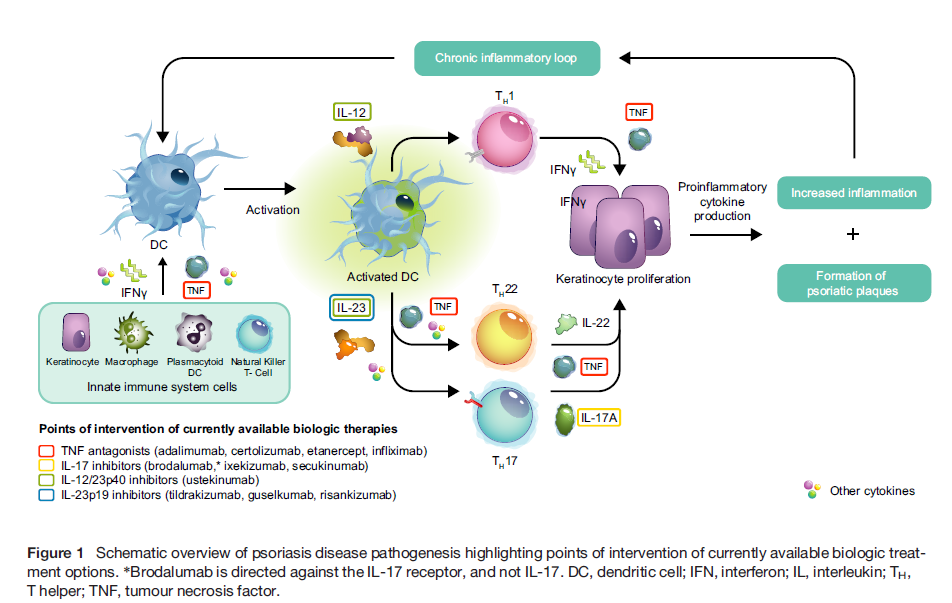 Chronic inflammatory loop
IL-12
T_H1
TNF
IFNγ
IFNγ
Proinflammatory
cytokine
production
Increased inflammation
+
Formation of
psoriatic plaques
DC
Activation
Activated DC
Keratinocyte proliferation
IFNγ
TNF
IL-23
TNF
T_H22
IL-22
TNF
IL-17A
T_H17
Keratinocyte
Macrophage
Plasmacytoid
DC
Natural Killer
T- Cell
Innate immune system cells
Points of intervention of currently available biologic therapies
TNF antagonists (adalimumab, certolizumab, etanercept, infliximab)
IL-17 inhibitors (brodalumab,* ixekizumab, secukinumab)
IL-12/23p40 inhibitors (ustekinumab)
IL-23p19 inhibitors (tildrakizumab, guselkumab, risankizumab)
Other cytokines
Figure 1 Schematic overview of psoriasis disease pathogenesis highlighting points of intervention of currently available biologic treat-
ment options. *Brodalumab is directed against the IL-17 receptor, and not IL-17. DC, dendritic cell; IFN, interferon; IL, interleukin; T_H,
T helper; TNF, tumour necrosis factor.